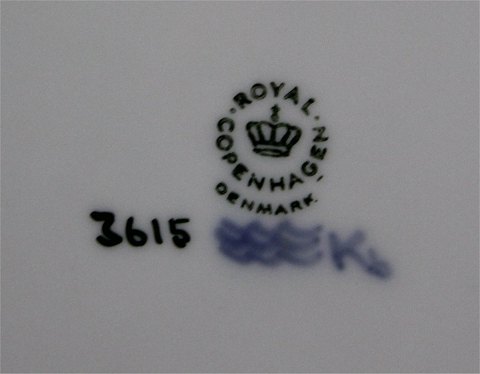 ROYAL
COPENHAGEN
DENMARK.
3615